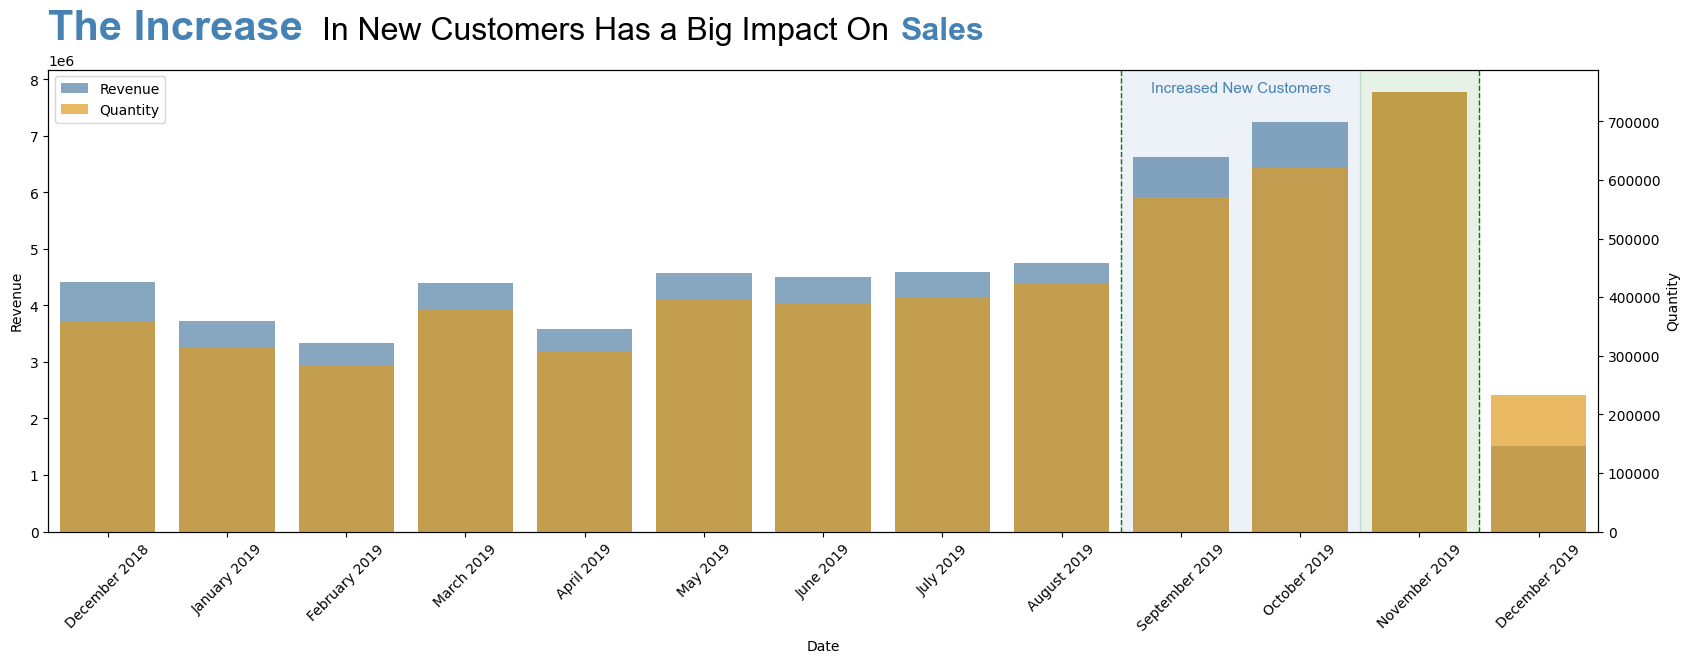 The Increase In New Customers Has a Big Impact On Sales
1e6
Revenue
Quantity
Increased New Customers
8
7
6
5
4
3
2
1
0
Revenue
700000
600000
500000
400000
300000
200000
100000
0
Quantity
December 2018
January 2019
February 2019
March 2019
April 2019
May 2019
June 2019
July 2019
August 2019
September 2019
October 2019
November 2019
December 2019
Date